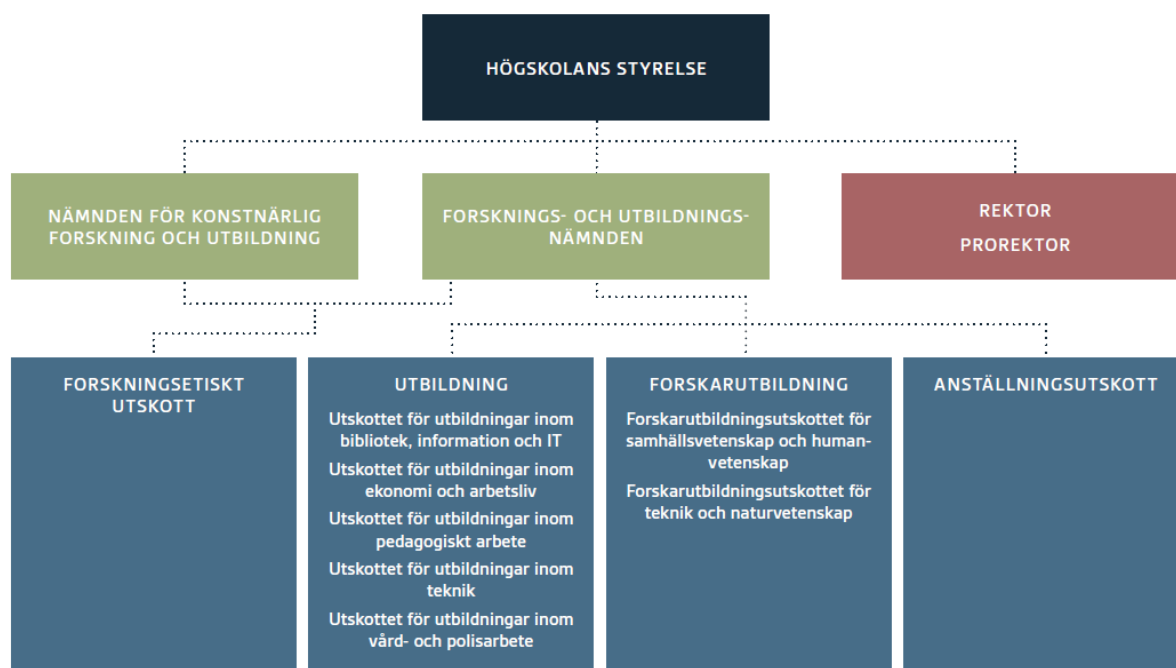 HÖGSKOLANS STYRELSE
NÄMNDEN FÖR KONSTNÄRLIG
FORSKNING OCH UTBILDNING
FORSKNINGS- OCH UTBILDNINGS-
NÄMNDEN
REKTOR
PROREKTOR
FORSKNINGSETISKT
UTSKOTT
UTBILDNING
Utskottet för utbildningar inom
bibliotek, information och IT
Utskottet för utbildningar inom
ekonomi och arbetsliv
Utskottet för utbildningar inom
pedagogiskt arbete
Utskottet för utbildningar inom
teknik
Utskottet för utbildningar inom
vård- och polisarbete
FORSKARUTBILDNING
Forskarutbildningsutskottet för
samhällsvetenskap och human-
vetenskap
Forskarutbildningsutskottet för
teknik och naturvetenskap
ANSTÄLLNINGSUTSKOTT